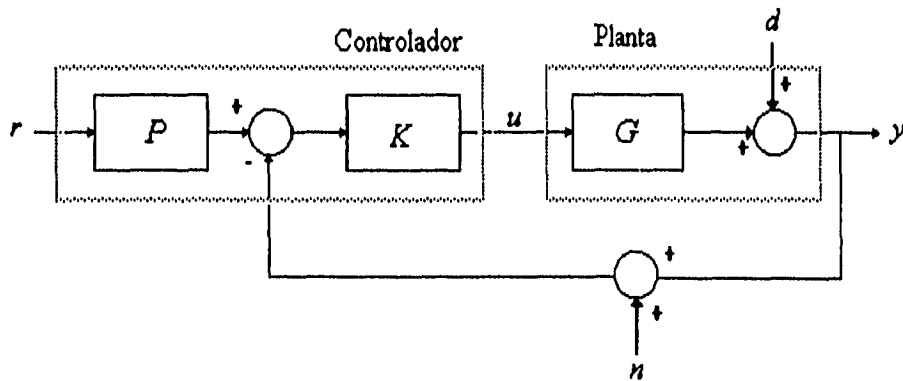 Controlador
Planta
d
+
+
r
P
K
u
G
y
-
+
+
+
n